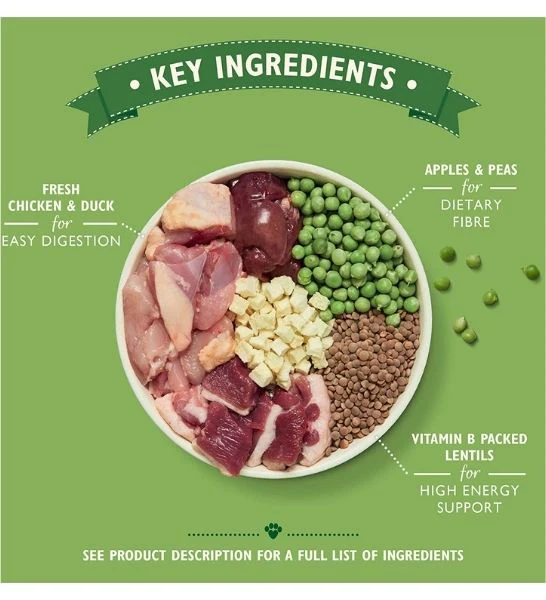 • KEY INGREDIENTS •
APPLES & PEAS
for
DIETARY
FIBRE
FRESH
CHICKEN & DUCK
for
EASY DIGESTION
VITAMIN B PACKED
LENTILS
for
HIGH ENERGY
SUPPORT
SEE PRODUCT DESCRIPTION FOR A FULL LIST OF INGREDIENTS